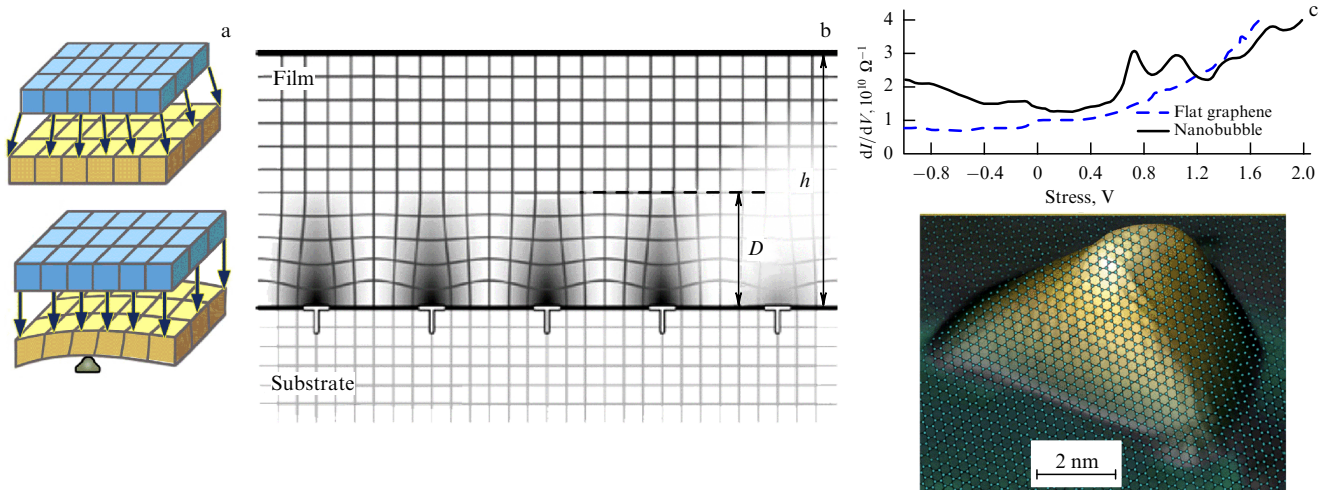 a
b
Film
h
D
Substrate
c
dI/dV, 10¹⁰ Ω⁻¹
4
3
2
1
0
Flat graphene
Nanobubble
−0.8 −0.4 0 0.4 0.8 1.2 1.6 2.0
Stress, V
2 nm